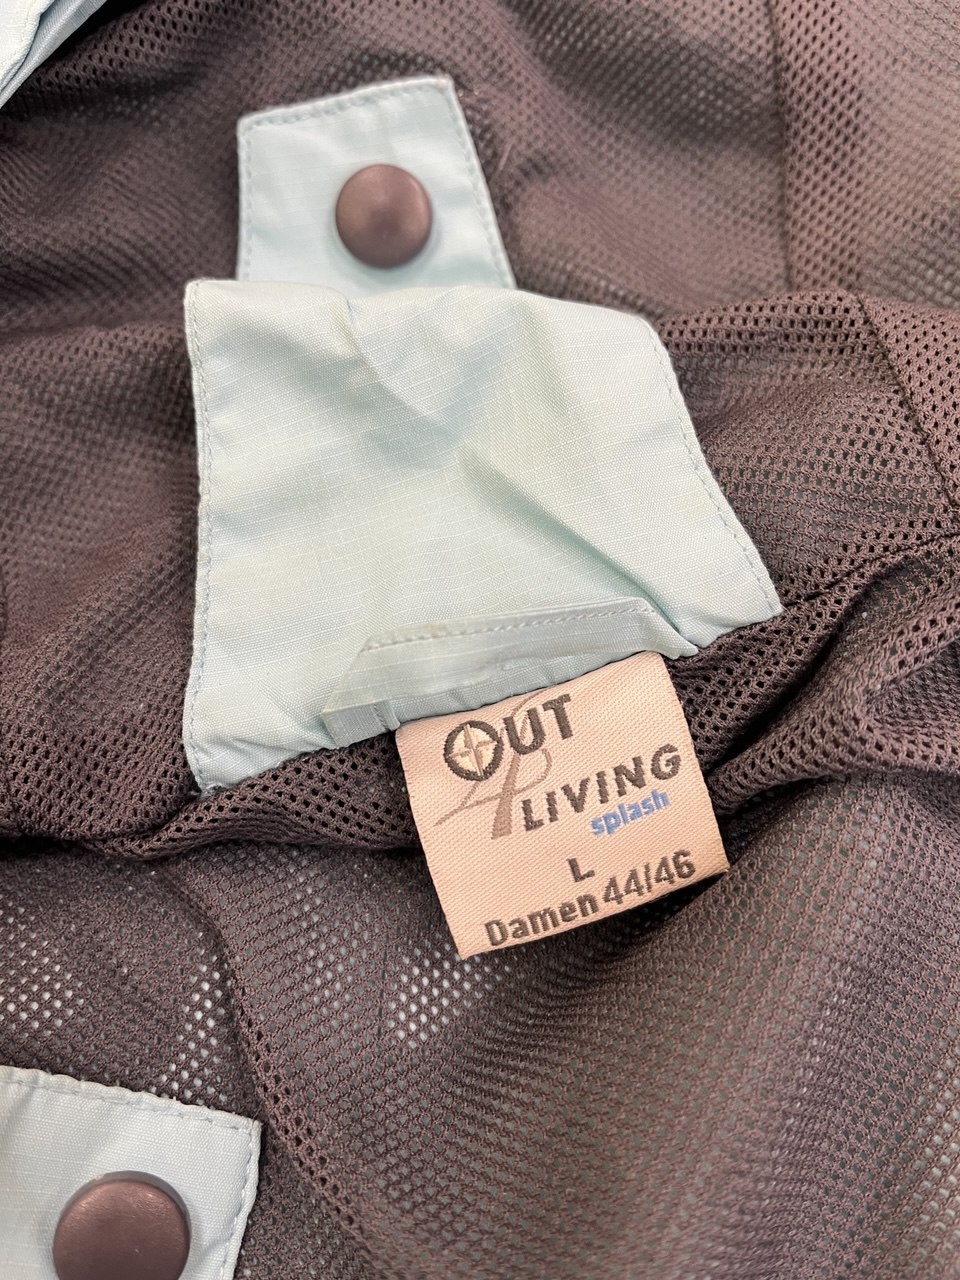 OUT
LIVING
splash
L
Damen 44/46